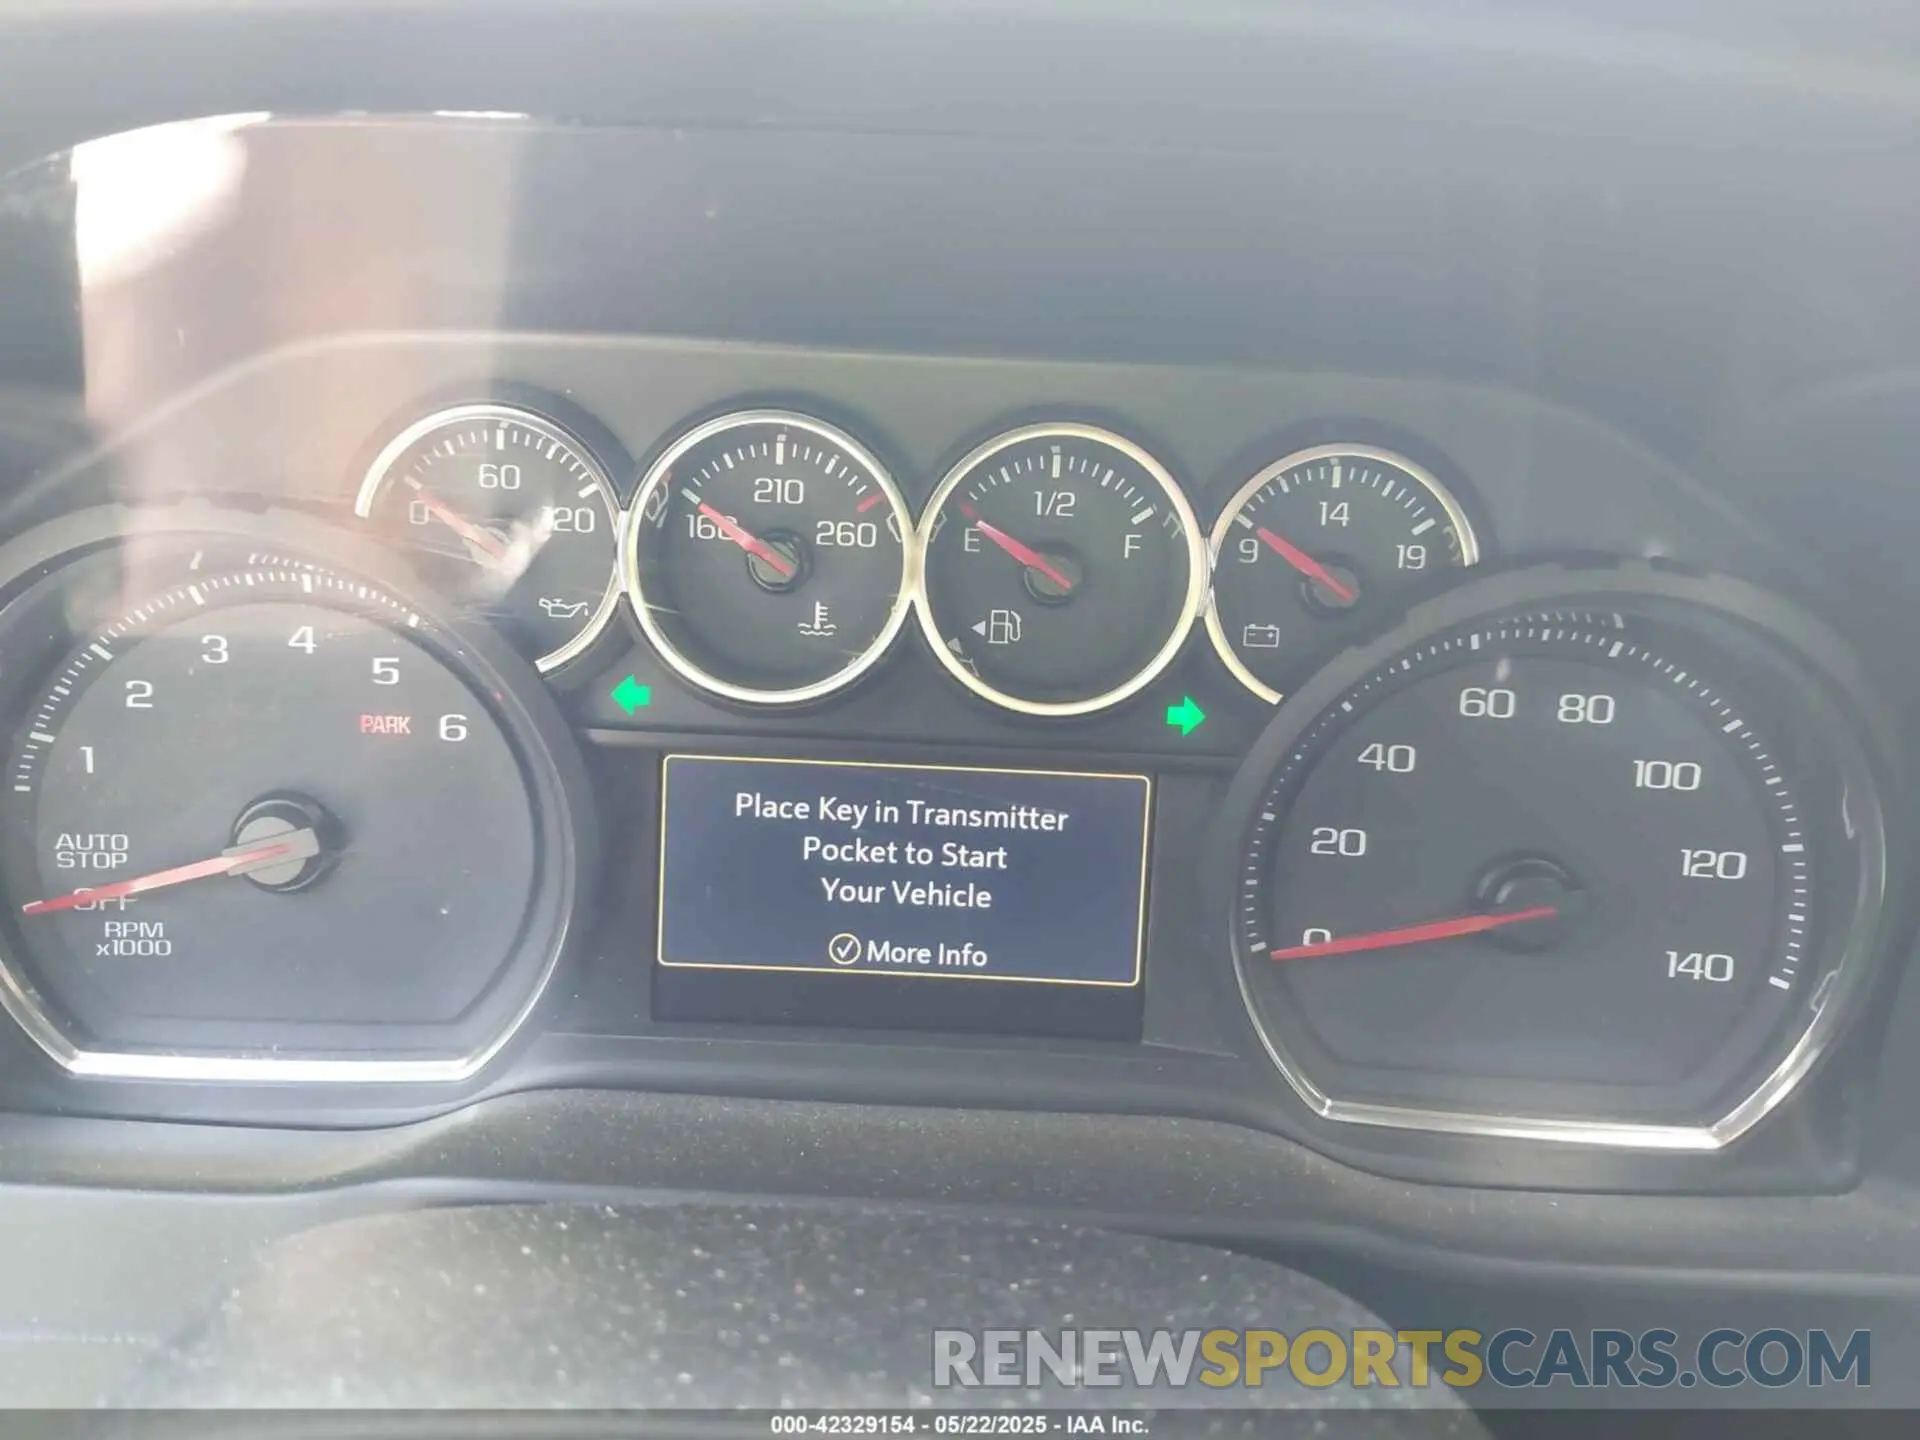 60
0
120
210
160
260
1/2
E
F
14
9
19
1
2
3
4
5
6
PARK
AUTO
STOP
OFF
RPM
x1000
Place Key in Transmitter
Pocket to Start
Your Vehicle
More Info
0
20
40
60
80
100
120
140
RENEWSPORTSCARS.COM
000-42329154 - 05/22/2025 - IAA Inc.